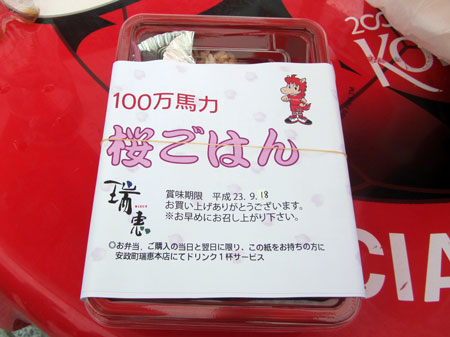 100万馬力
桜ごはん
瑞恵
賞味期限 平成23.9.18
お買い上げありがとうございます。
※お早めにお召し上がり下さい。
◎お弁当、ご購入の当日と翌日に限り、この紙をお持ちの方に
安政町瑞恵本店にてドリンク1杯サービス
200
KO
CIA